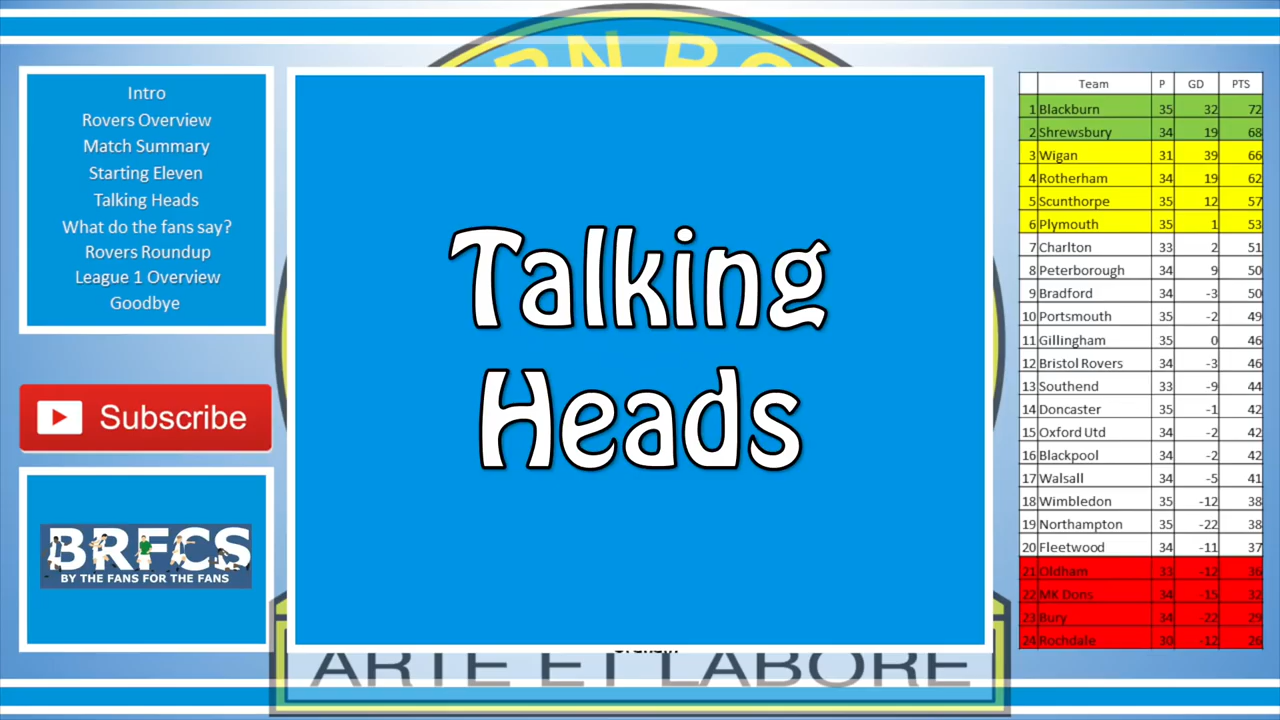 RN RO
Intro
Rovers Overview
Match Summary
Starting Eleven
Talking Heads
What do the fans say?
Rovers Roundup
League 1 Overview
Goodbye
Subscribe
BRFCS
BY THE FANS FOR THE FANS
Talking
Heads
ARTE ET LABORE
Team P GD PTS
1 Blackburn 35 32 72
2 Shrewsbury 34 19 68
3 Wigan 31 39 66
4 Rotherham 34 19 62
5 Scunthorpe 35 12 57
6 Plymouth 35 1 53
7 Charlton 33 2 51
8 Peterborough 34 9 50
9 Bradford 34 -3 50
10 Portsmouth 35 -2 49
11 Gillingham 35 0 46
12 Bristol Rovers 34 -3 46
13 Southend 33 -9 44
14 Doncaster 35 -1 42
15 Oxford Utd 34 -2 42
16 Blackpool 34 -2 42
17 Walsall 34 -5 41
18 Wimbledon 35 -12 38
19 Northampton 35 -22 38
20 Fleetwood 34 -11 37
21 Oldham 33 -12 36
22 MK Dons 34 -15 32
23 Bury 34 -22 29
24 Rochdale 30 -12 26